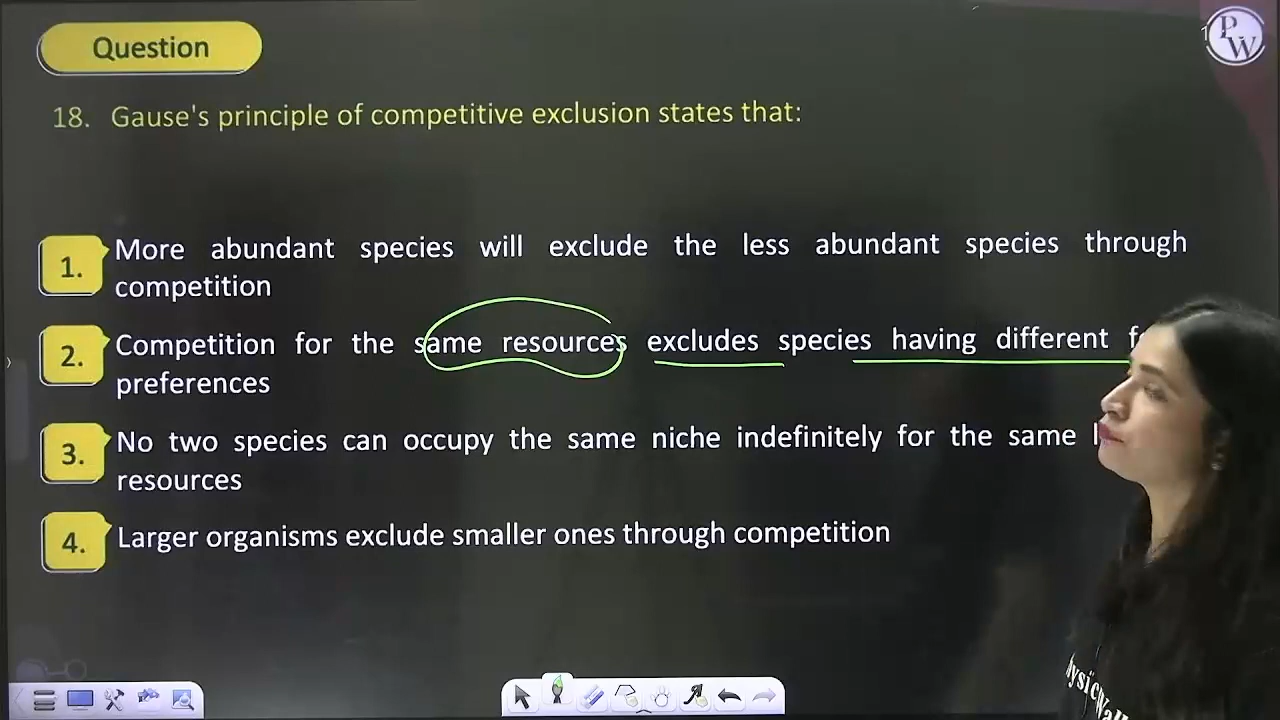 Question
PW
18. Gause's principle of competitive exclusion states that:
1. More abundant species will exclude the less abundant species through
competition
2. Competition for the same resources excludes species having different
preferences
3. No two species can occupy the same niche indefinitely for the same
resources
4. Larger organisms exclude smaller ones through competition